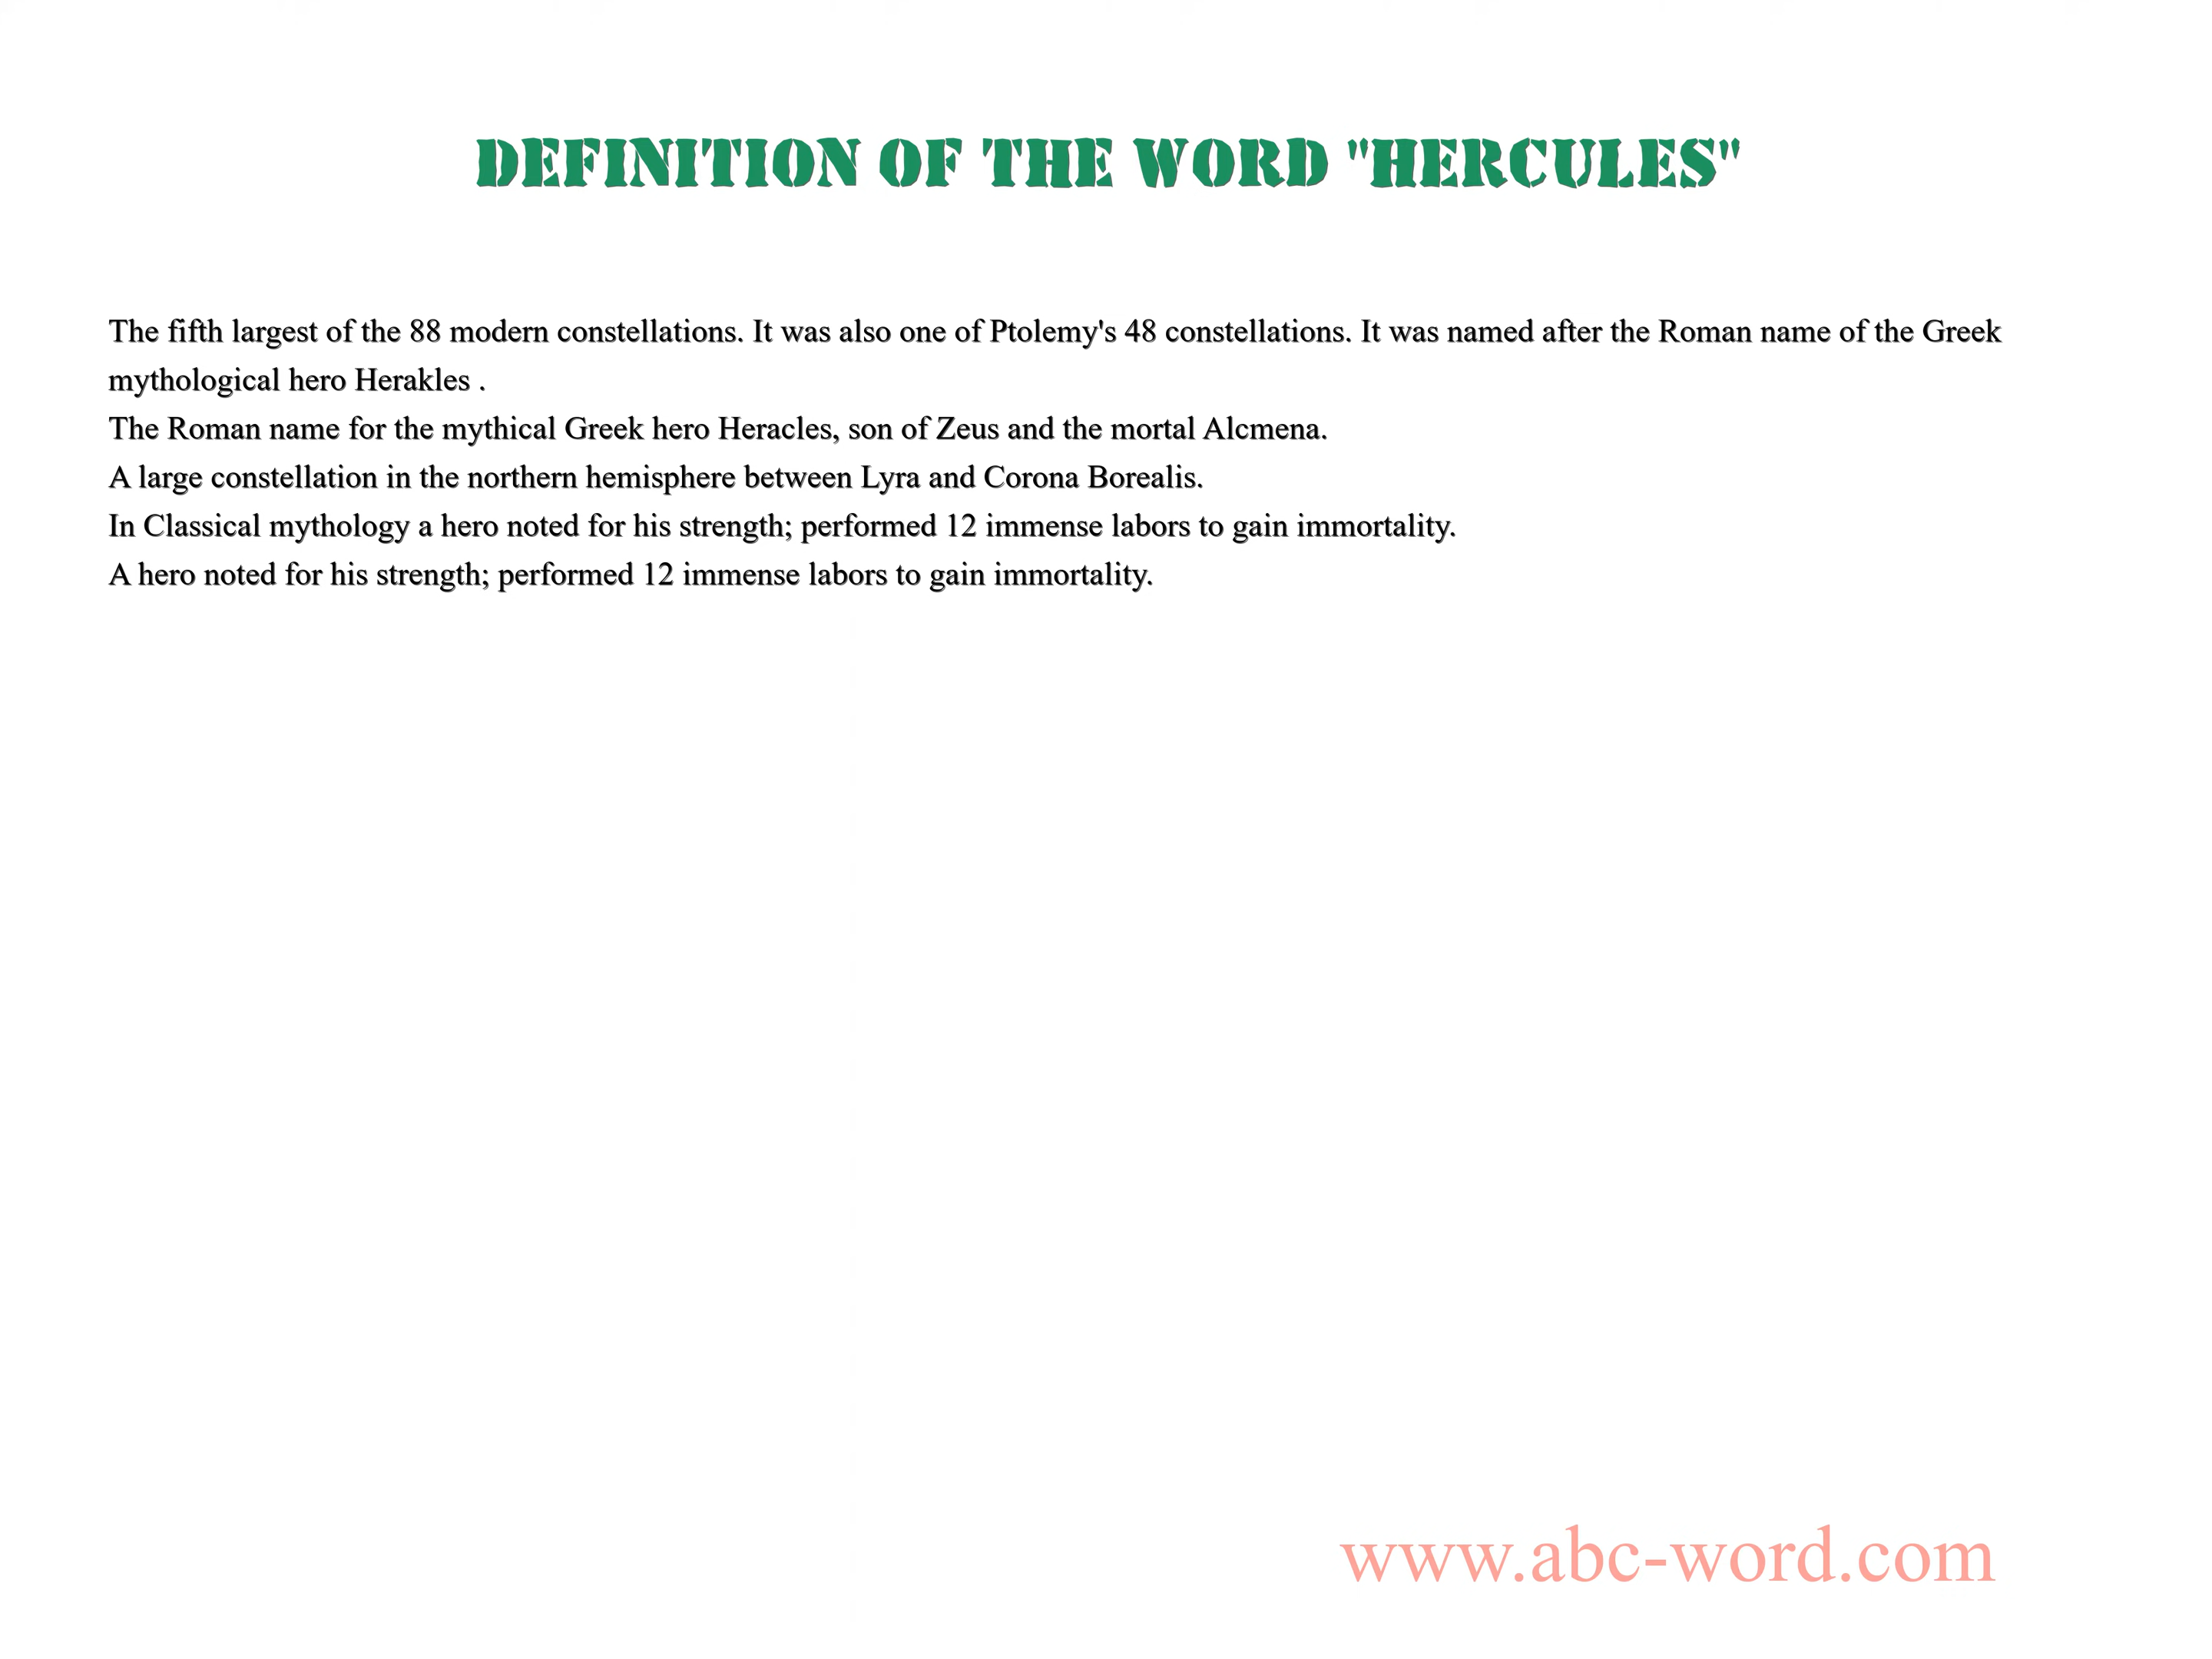 DEFINITION OF THE WORD "HERCULES"
The fifth largest of the 88 modern constellations. It was also one of Ptolemy's 48 constellations. It was named after the Roman name of the Greek
mythological hero Herakles .
The Roman name for the mythical Greek hero Heracles, son of Zeus and the mortal Alcmena.
A large constellation in the northern hemisphere between Lyra and Corona Borealis.
In Classical mythology a hero noted for his strength; performed 12 immense labors to gain immortality.
A hero noted for his strength; performed 12 immense labors to gain immortality.
www.abc-word.com